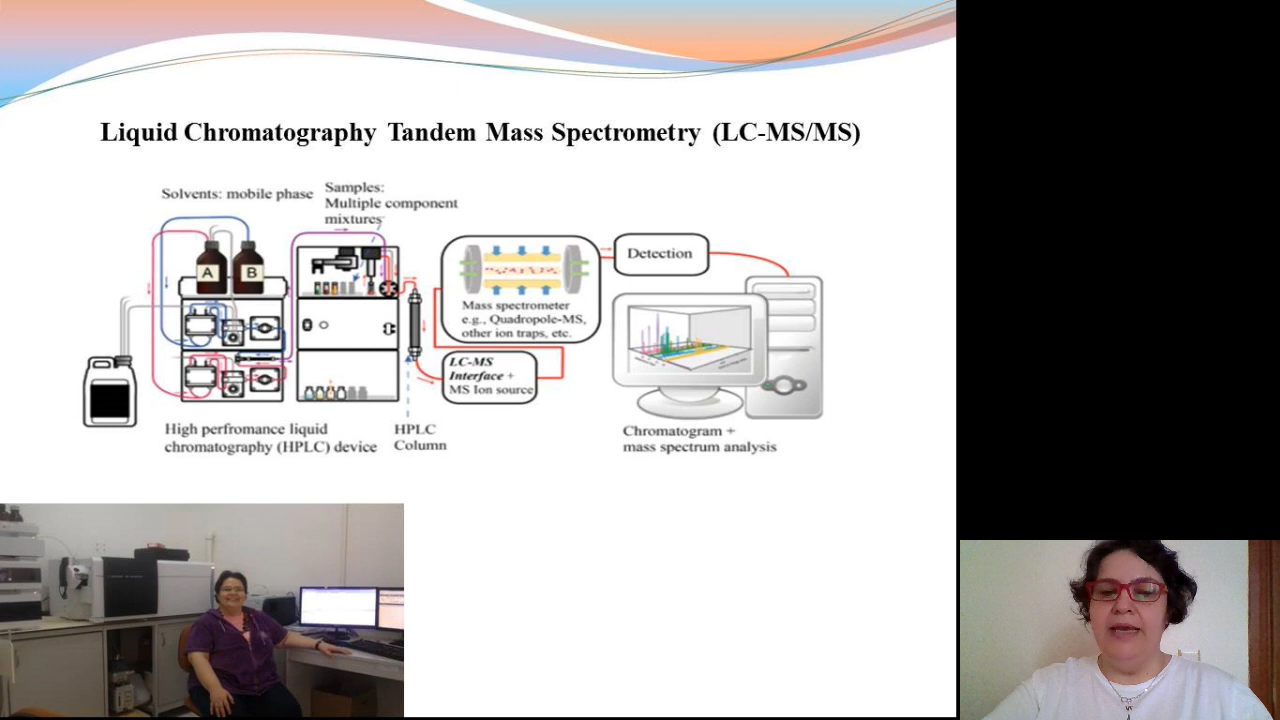 Liquid Chromatography Tandem Mass Spectrometry (LC-MS/MS)
Solvents: mobile phase
Samples:
Multiple component
mixtures
A
B
Mass spectrometer
e.g., Quadropole-MS,
other ion traps, etc.
Detection
LC-MS
Interface +
MS Ion source
High perfromance liquid
chromatography (HPLC) device
HPLC
Column
Chromatogram +
mass spectrum analysis